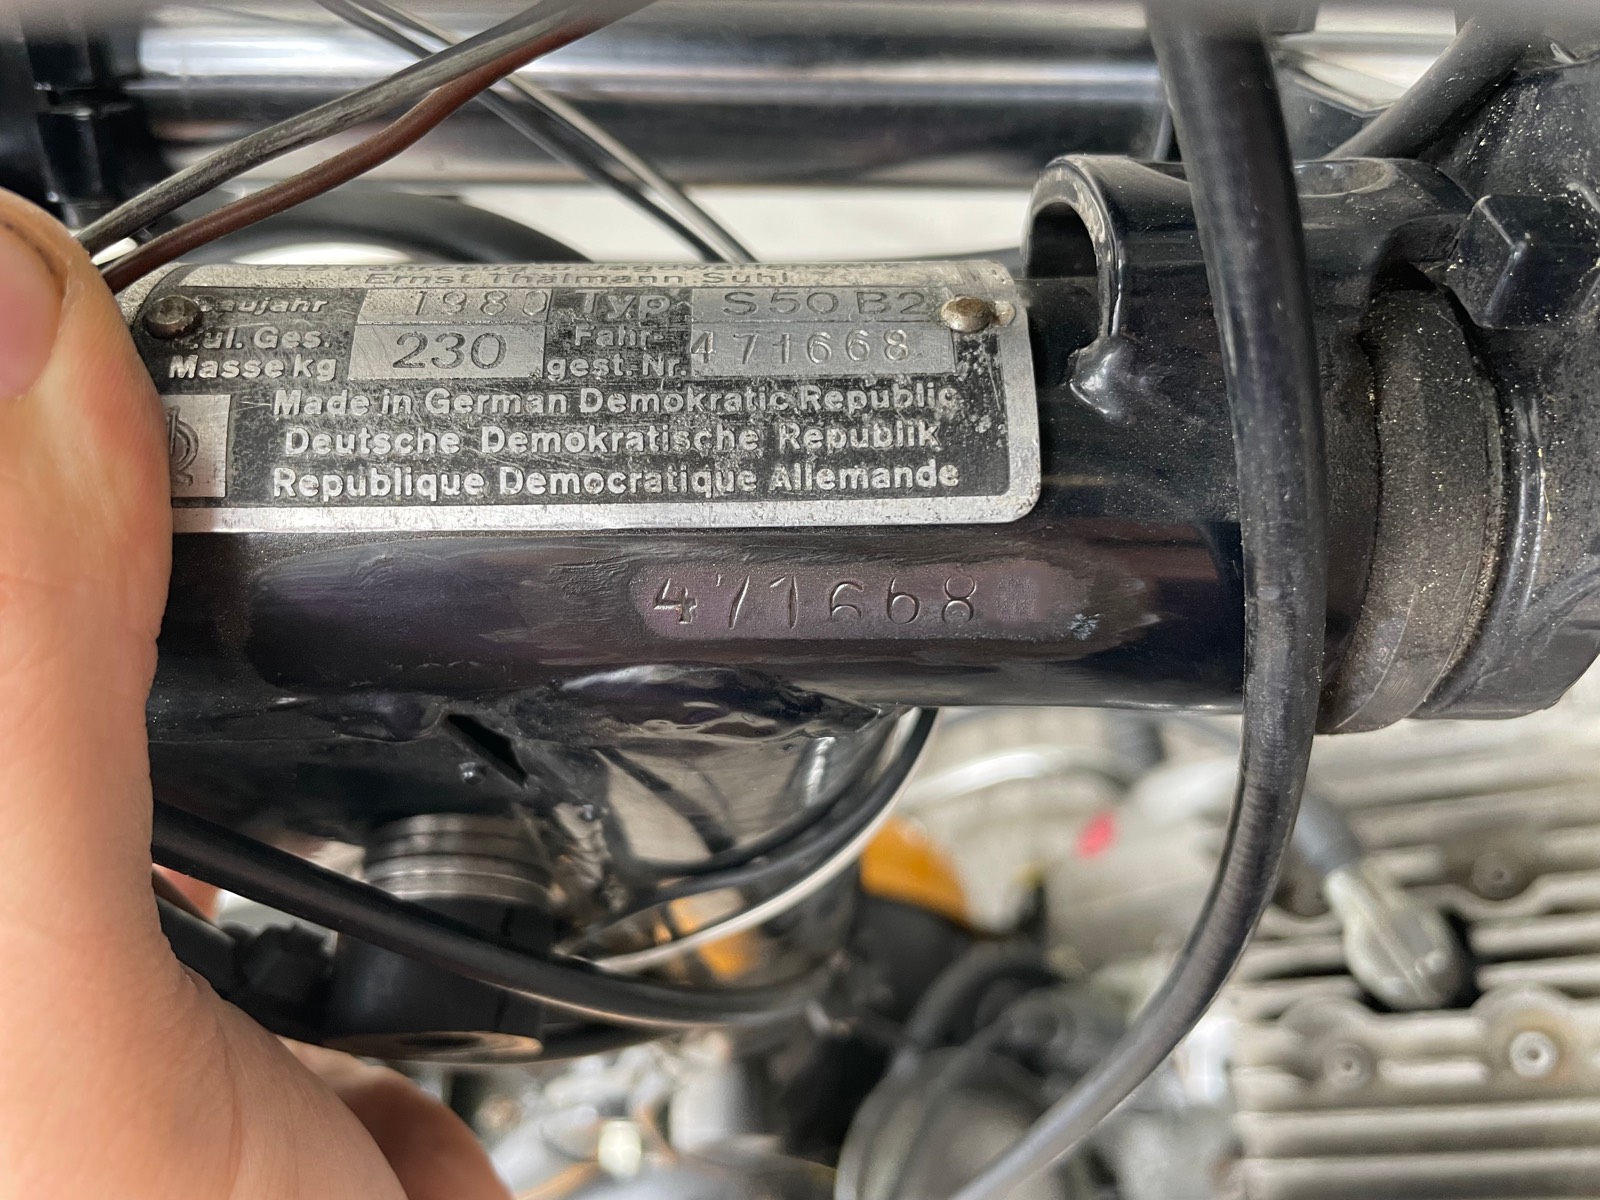 Ernst Thälmann Suhl
Baujahr 1980 Typ S50B2
zul. Ges. Masse kg 230 Fahr- gest. Nr. 471668
Made in German Demokratic Republic
Deutsche Demokratische Republik
Republique Democratique Allemande
471668